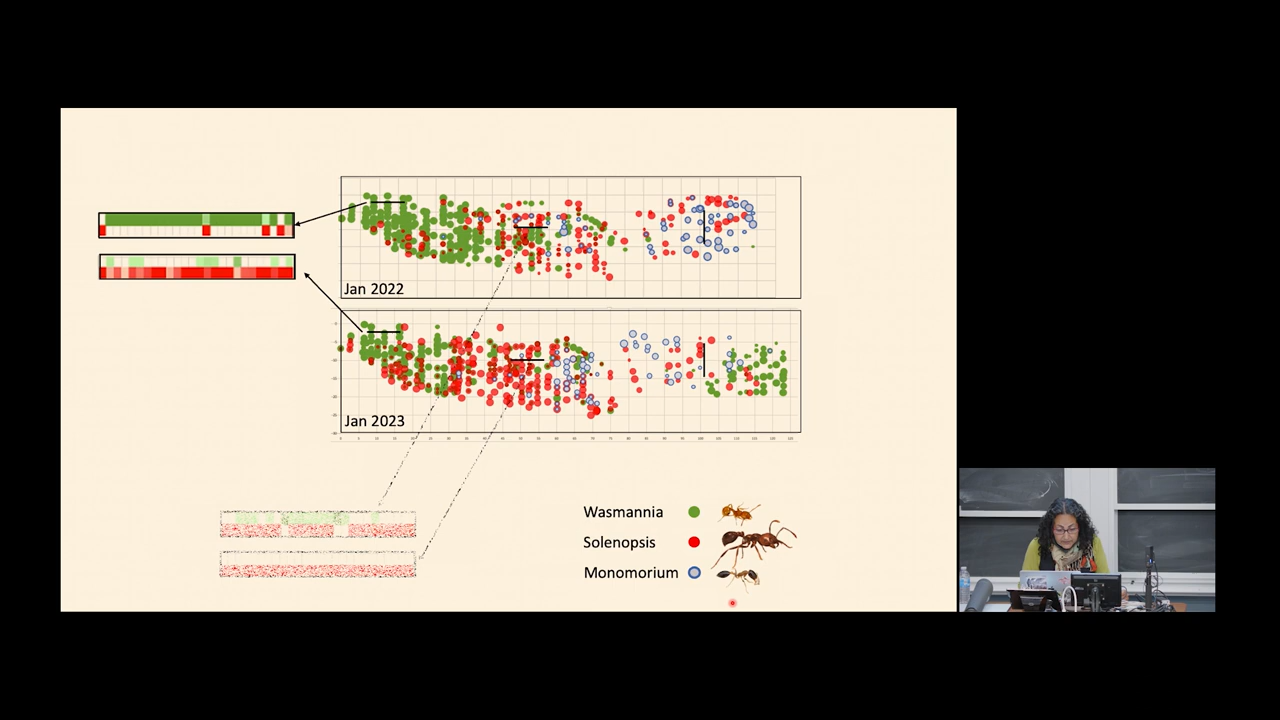 Jan 2022
Jan 2023
Wasmannia
Solenopsis
Monomorium